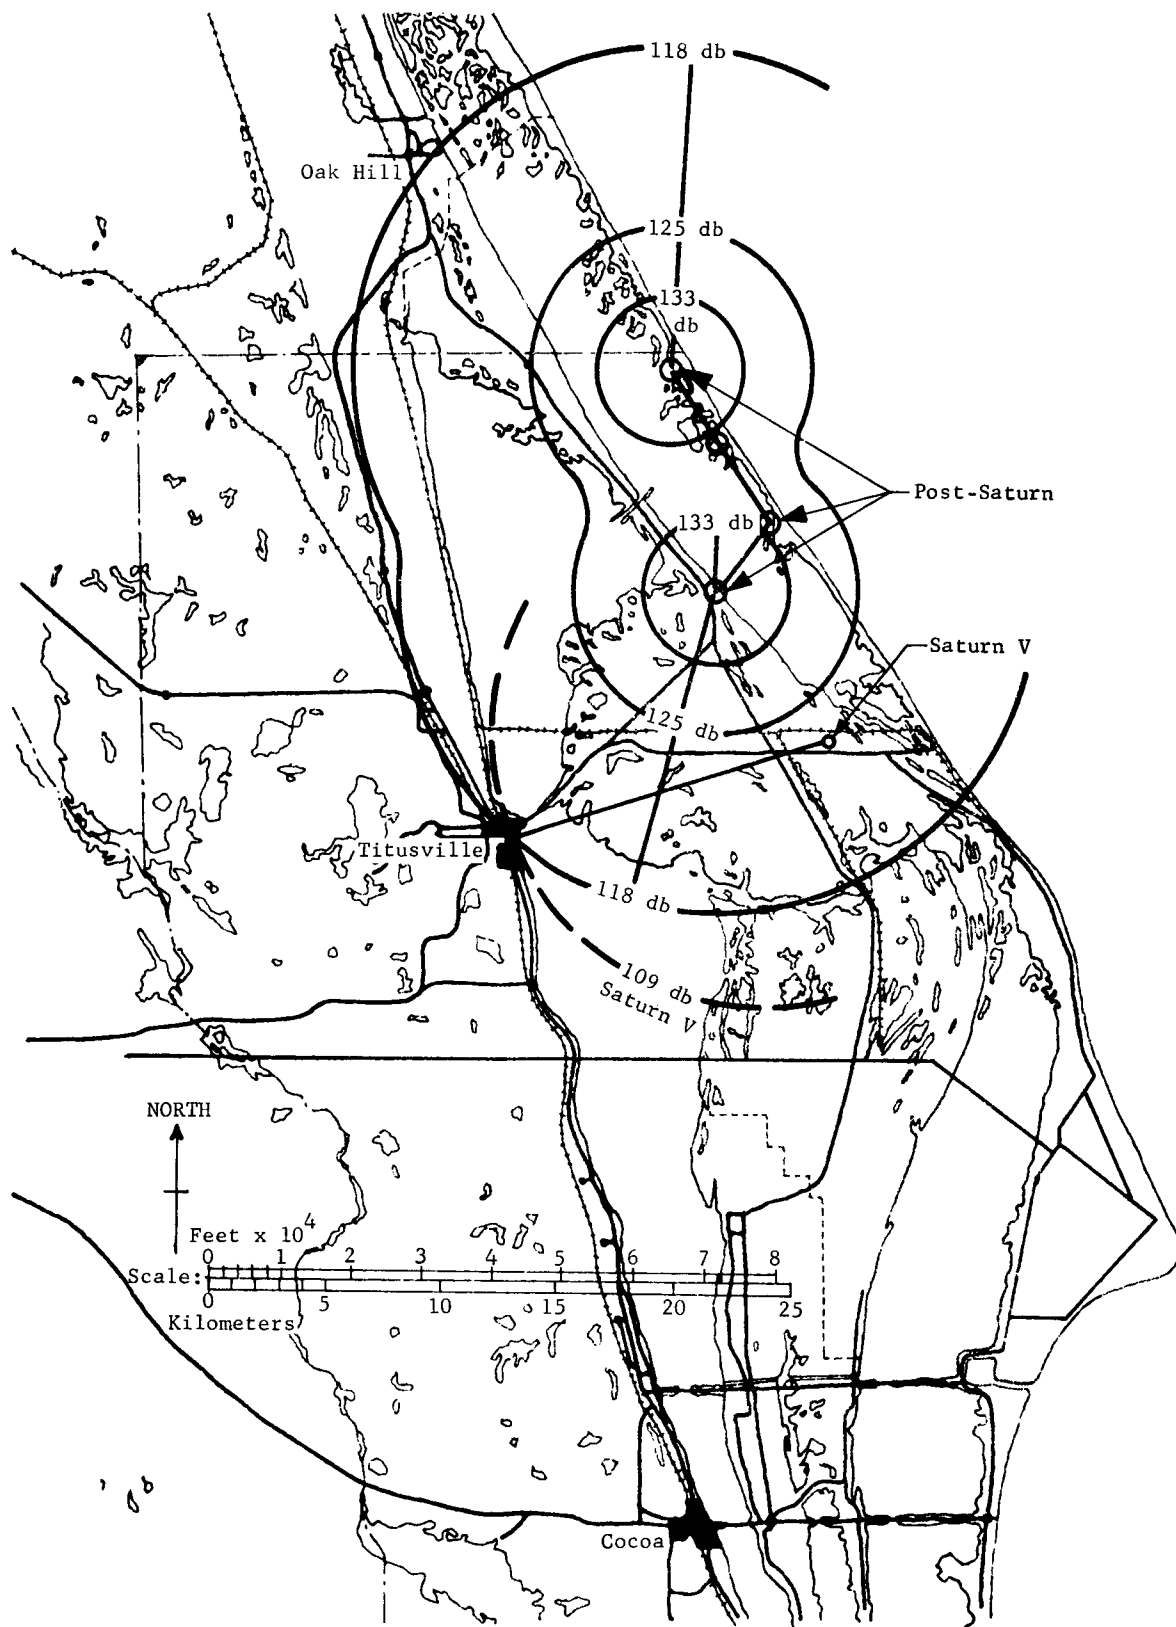 118 db
Oak Hill
125 db
133
db
Post-Saturn
133 db
Saturn V
125 db
Titusville
118 db
109 db
Saturn V
NORTH
Feet x 10^4
0 1 2 3 4 5 6 7 8
Scale:
0 5 10 15 20 25
Kilometers
Cocoa